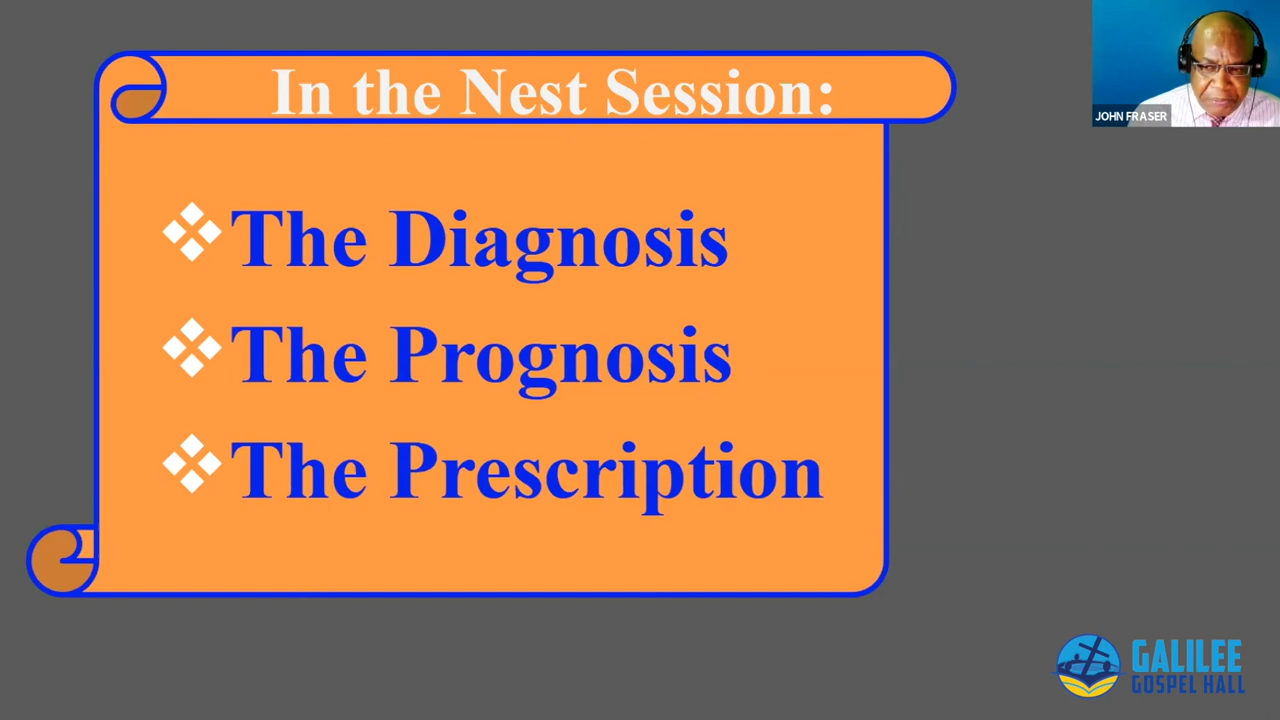 In the Nest Session:
JOHN FRASER
The Diagnosis
The Prognosis
The Prescription
GALILEE
GOSPEL HALL